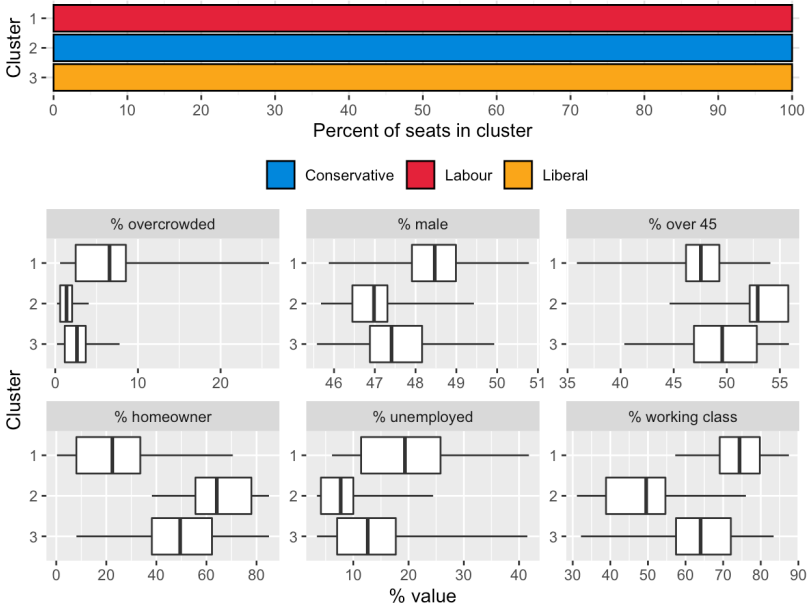 Cluster
1
2
3
0 10 20 30 40 50 60 70 80 90 100
Percent of seats in cluster
Conservative Labour Liberal
% overcrowded % male % over 45
1 1 1
2 2 2
3 3 3
0 10 20 46 47 48 49 50 51 35 40 45 50 55
Cluster
% homeowner % unemployed % working class
1 1 1
2 2 2
3 3 3
0 20 40 60 80 10 20 30 40 30 40 50 60 70 80 90
% value